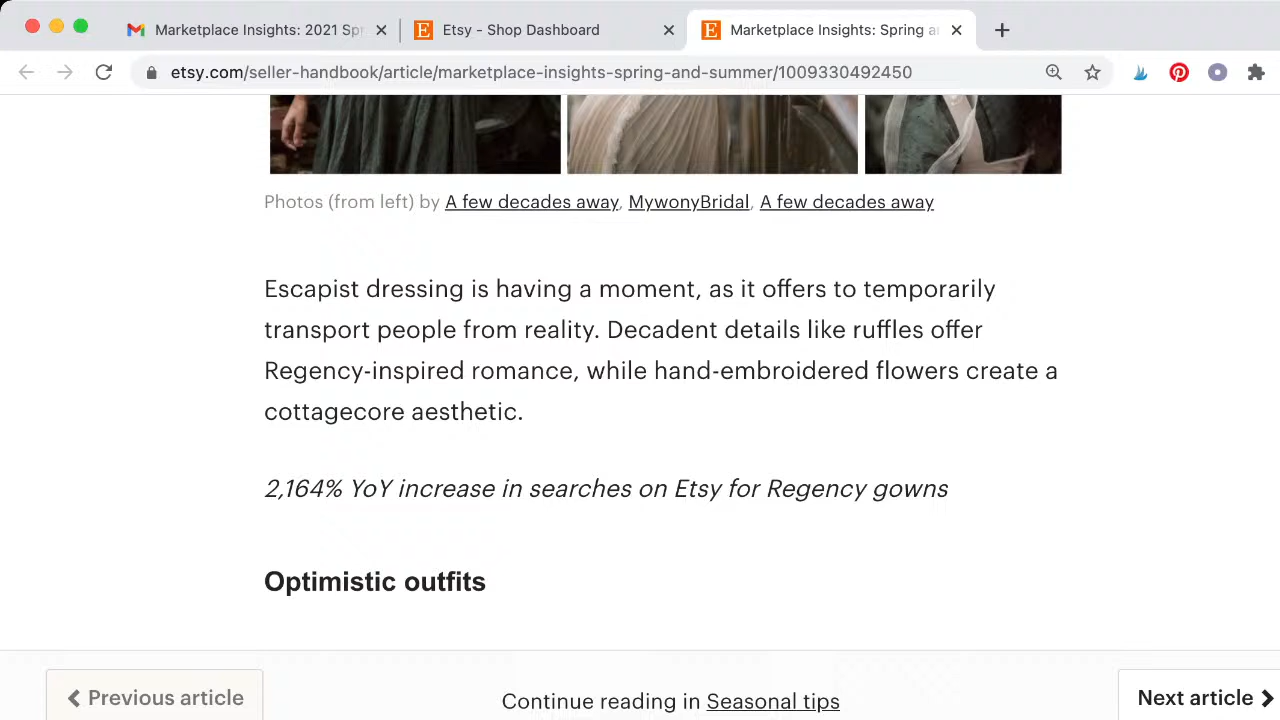 Marketplace Insights: 2021 Spr
Etsy - Shop Dashboard
Marketplace Insights: Spring a
etsy.com/seller-handbook/article/marketplace-insights-spring-and-summer/1009330492450
Photos (from left) by A few decades away, MywonyBridal, A few decades away
Escapist dressing is having a moment, as it offers to temporarily
transport people from reality. Decadent details like ruffles offer
Regency-inspired romance, while hand-embroidered flowers create a
cottagecore aesthetic.
2,164% YoY increase in searches on Etsy for Regency gowns
Optimistic outfits
Previous article
Continue reading in Seasonal tips
Next article